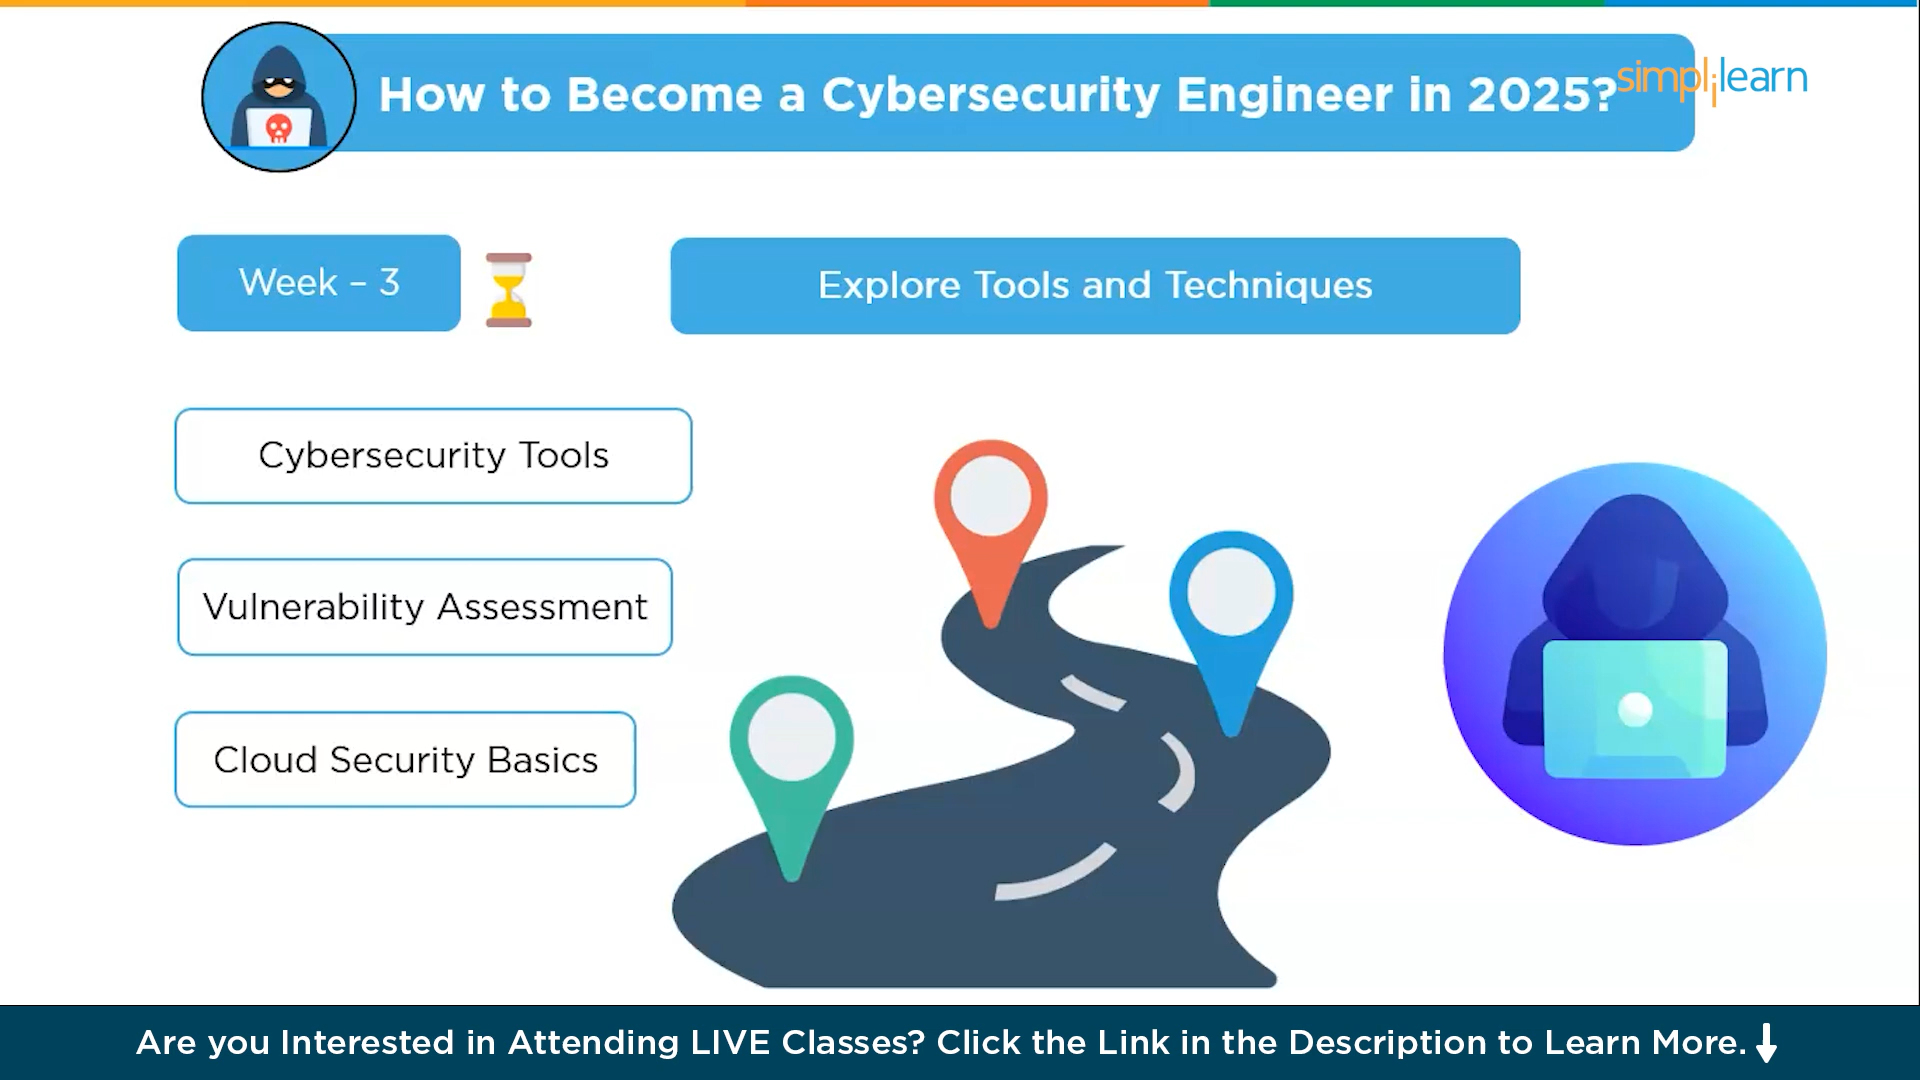 How to Become a Cybersecurity Engineer in 2025?
simplilearn
Week – 3
Explore Tools and Techniques
Cybersecurity Tools
Vulnerability Assessment
Cloud Security Basics
Are you Interested in Attending LIVE Classes? Click the Link in the Description to Learn More.